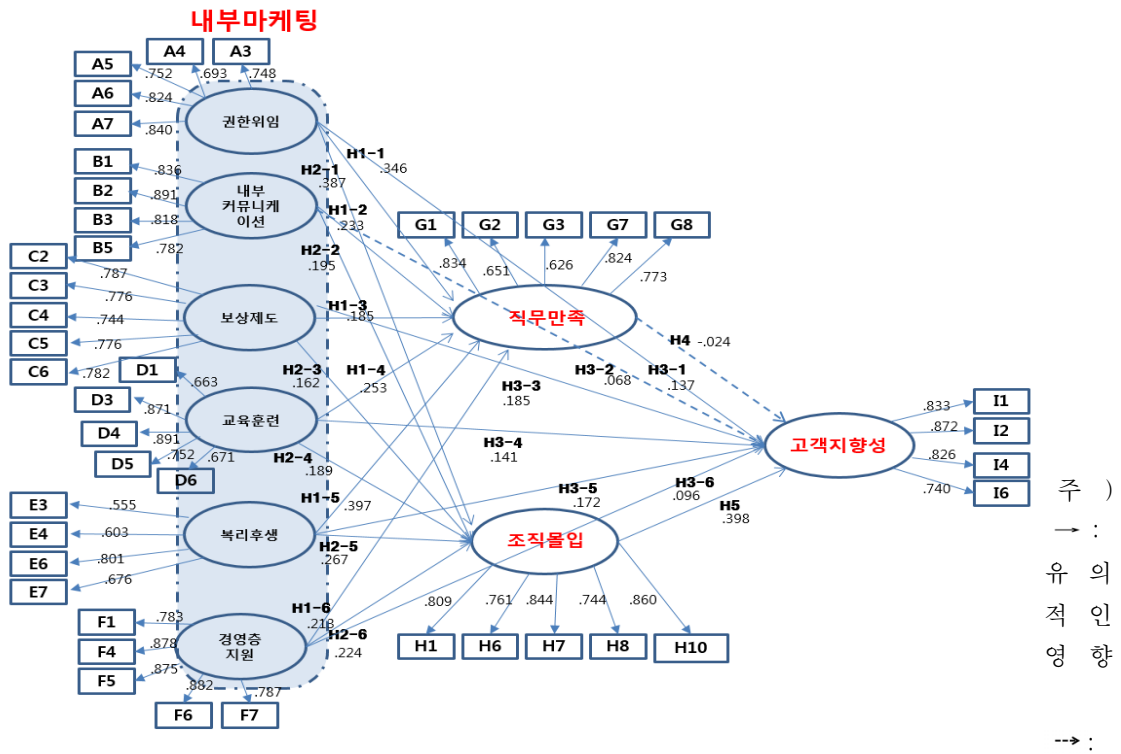 내부마케팅
A4
A3
A5
.752
.693
.748
A6
.824
A7
.840
권한위임
B1
.836
B2
.891
B3
.818
B5
.782
내부
커뮤니케
이션
C2
.787
C3
.776
C4
.744
C5
.776
C6
.782
보상제도
D1
.663
D3
.871
D4
.891
D5
.752
D6
.671
교육훈련
E3
.555
E4
.603
E6
.801
E7
.676
복리후생
F1
.783
F4
.878
F5
.875
F6
.882
F7
.787
경영층
지원
H1-1
.346
H2-1
.387
H1-2
.233
H2-2
.195
H1-3
.185
H2-3
.162
H1-4
.253
H2-4
.189
H1-5
.397
H2-5
.267
H1-6
.213
H2-6
.224
G1
G2
G3
G7
G8
.834
.651
.626
.824
.773
직무만족
H4
-.024
H3-1
.137
H3-2
.068
H3-3
.185
H3-4
.141
H3-5
.172
H3-6
.096
H5
.398
조직몰입
.809
.761
.844
.744
.860
H1
H6
H7
H8
H10
고객지향성
.833
I1
.872
I2
.826
I4
.740
I6
주 )
→ :
유 의
적 인
영 향
⇢ :